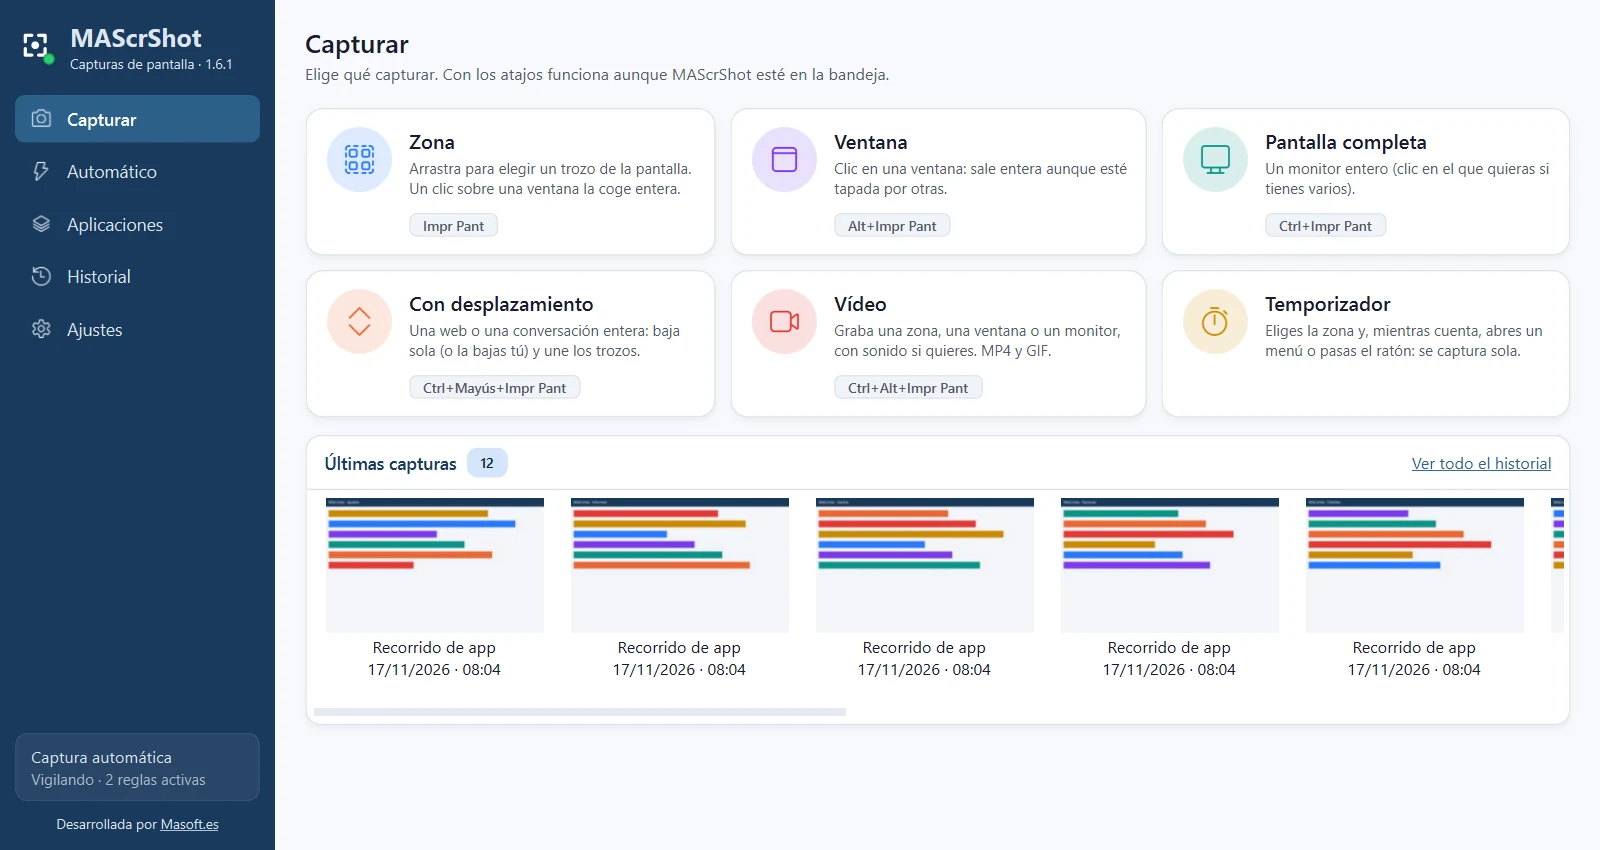 MAScrShot
Capturas de pantalla · 1.6.1
Capturar
Automático
Aplicaciones
Historial
Ajustes
Captura automática
Vigilando · 2 reglas activas
Desarrollada por Masoft.es
Capturar
Elige qué capturar. Con los atajos funciona aunque MAScrShot esté en la bandeja.
Zona
Arrastra para elegir un trozo de la pantalla.
Un clic sobre una ventana la coge entera.
Impr Pant
Ventana
Clic en una ventana: sale entera aunque esté
tapada por otras.
Alt+Impr Pant
Pantalla completa
Un monitor entero (clic en el que quieras si
tienes varios).
Ctrl+Impr Pant
Con desplazamiento
Una web o una conversación entera: baja
sola (o la bajas tú) y une los trozos.
Ctrl+Mayús+Impr Pant
Vídeo
Graba una zona, una ventana o un monitor,
con sonido si quieres. MP4 y GIF.
Ctrl+Alt+Impr Pant
Temporizador
Eliges la zona y, mientras cuenta, abres un
menú o pasas el ratón: se captura sola.
Últimas capturas 12
Ver todo el historial
Recorrido de app
17/11/2026 · 08:04
Recorrido de app
17/11/2026 · 08:04
Recorrido de app
17/11/2026 · 08:04
Recorrido de app
17/11/2026 · 08:04
Recorrido de app
17/11/2026 · 08:04